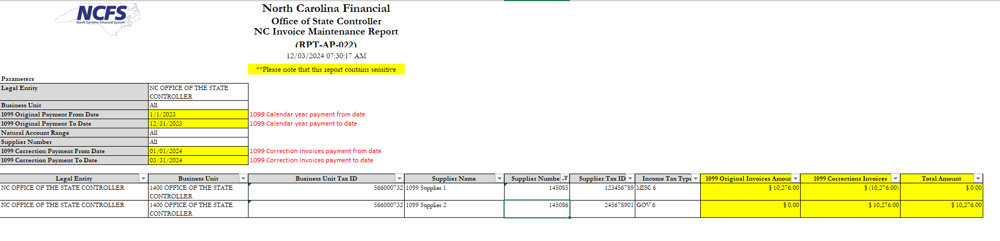 NCFS
North Carolina Financial System
North Carolina Financial
Office of State Controller
NC Invoice Maintenance Report
(RPT-AP-022)
12/03/2024 07:30:17 AM
**Please note that this report contains sensitive
Parameters
Legal Entity NC OFFICE OF THE STATE
CONTROLLER
Business Unit All
1099 Original Payment From Date 1/1/2023 1099 Calendar year payment from date
1099 Original Payment To Date 12/31/2023 1099 Calendar year payment to date
Natural Account Range All
Supplier Number All
1099 Correction Payment From Date 01/01/2024 1099 Correction invoices payment from date
1099 Correction Payment To Date 03/31/2024 1099 Correction invoices payment to date
Legal Entity Business Unit Business Unit Tax ID Supplier Name Supplier Numbe Supplier Tax ID Income Tax Type 1099 Original Invoices Amour 1099 Corrections Invoices Total Amount
NC OFFICE OF THE STATE CONTROLLER 1400 OFFICE OF THE STATE 566000732 1099 Supplier 1 145085 123456789 MISC 6 $ 10,276.00 $ (10,276.00) $ 0.00
CONTROLLER
NC OFFICE OF THE STATE CONTROLLER 1400 OFFICE OF THE STATE 566000732 1099 Supplier 2 145086 245678901 GOV 6 $ 0.00 $ 10,276.00 $ 10,276.00
CONTROLLER